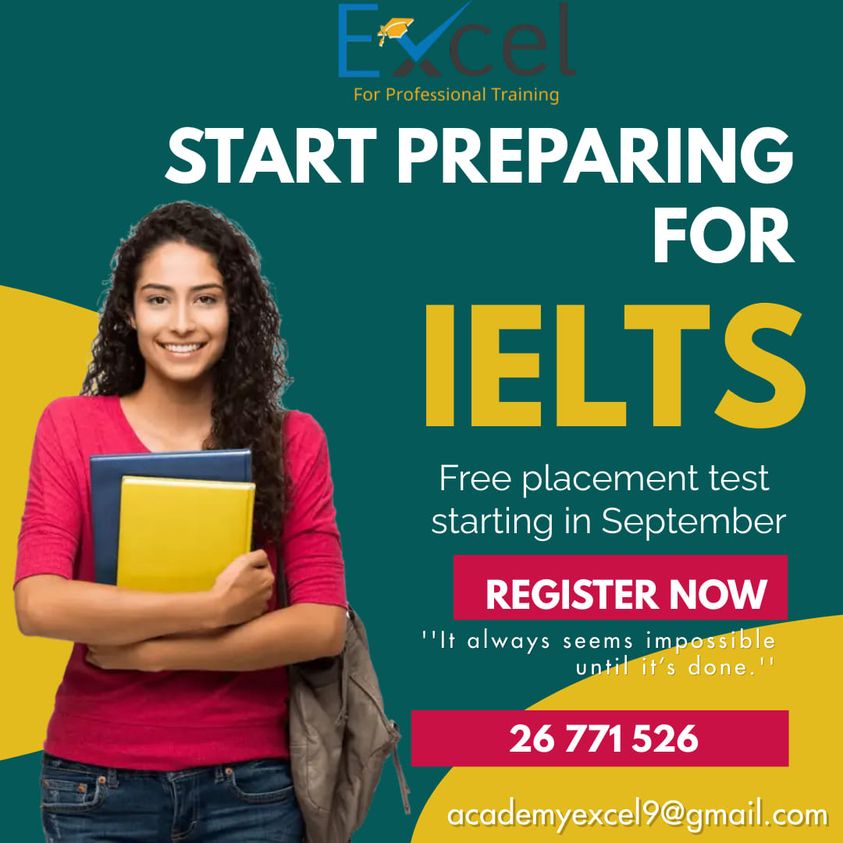 Excel
For Professional Training
START PREPARING
FOR
IELTS
Free placement test
starting in September
REGISTER NOW
''It always seems impossible
until it's done.''
26 771 526
academyexcel9@gmail.com